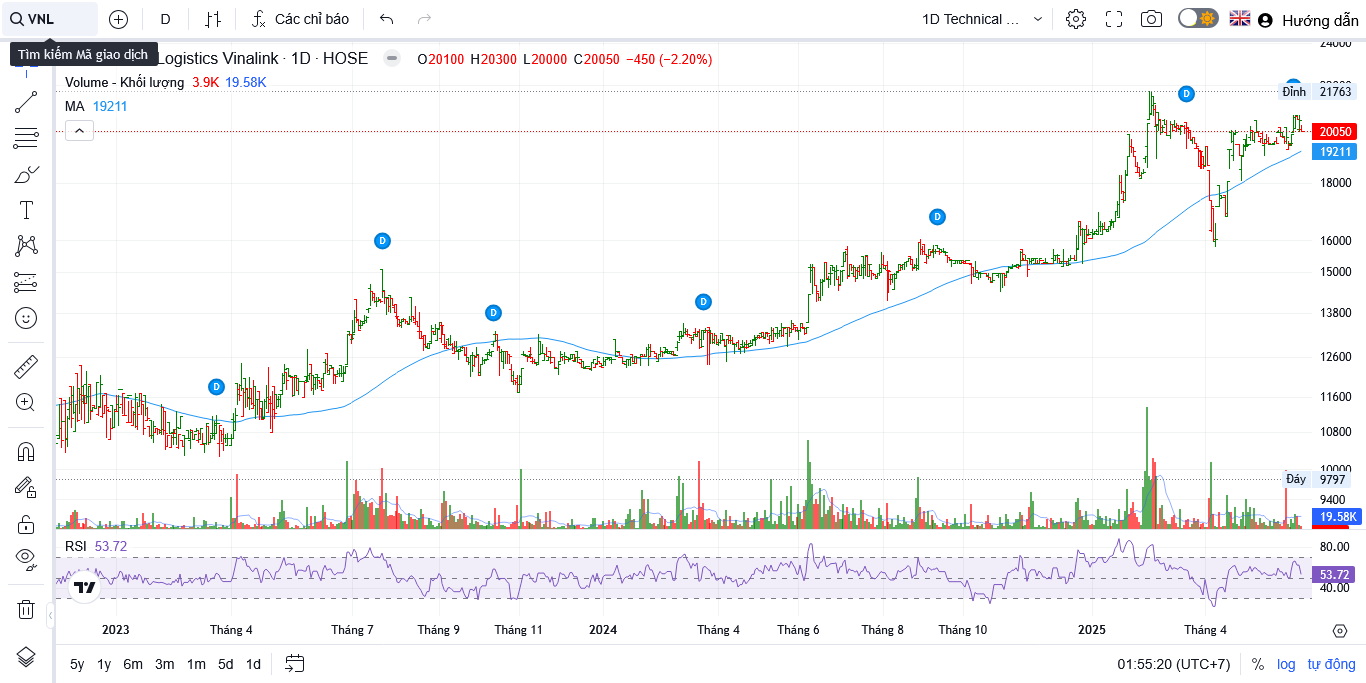 VNL D Các chỉ báo 1D Technical ... Hướng dẫn
Tìm kiếm Mã giao dịch
Logistics Vinalink · 1D · HOSE O20100 H20300 L20000 C20050 −450 (−2.20%)
Volume - Khối lượng 3.9K 19.58K
MA 19211
24000
Đỉnh 21763
20050
19211
18000
16000
15000
13800
12600
11600
10800
10000
Đáy 9797
9400
19.58K
D
D
D
D
D
D
RSI 53.72
80.00
53.72
40.00
2023 Tháng 4 Tháng 7 Tháng 9 Tháng 11 2024 Tháng 4 Tháng 6 Tháng 8 Tháng 10 2025 Tháng 4
5y 1y 6m 3m 1m 5d 1d 01:55:20 (UTC+7) % log tự động